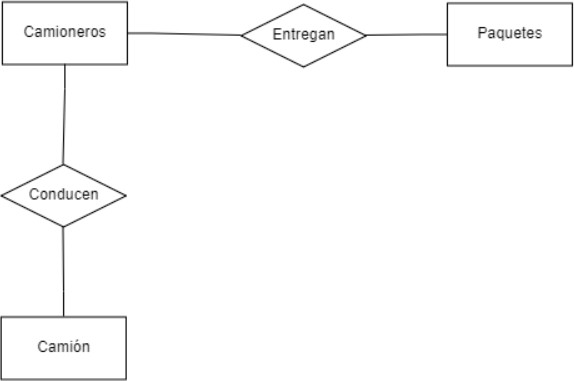 Camioneros
Entregan
Paquetes
Conducen
Camión